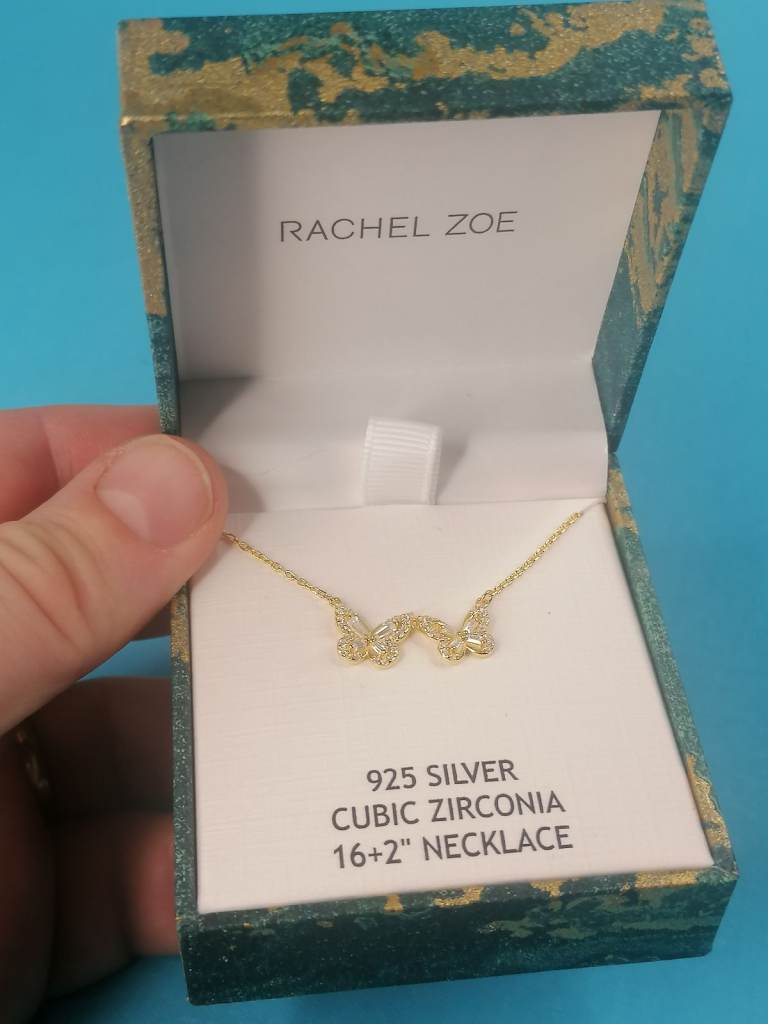 RACHEL ZOE
925 SILVER
CUBIC ZIRCONIA
16+2" NECKLACE